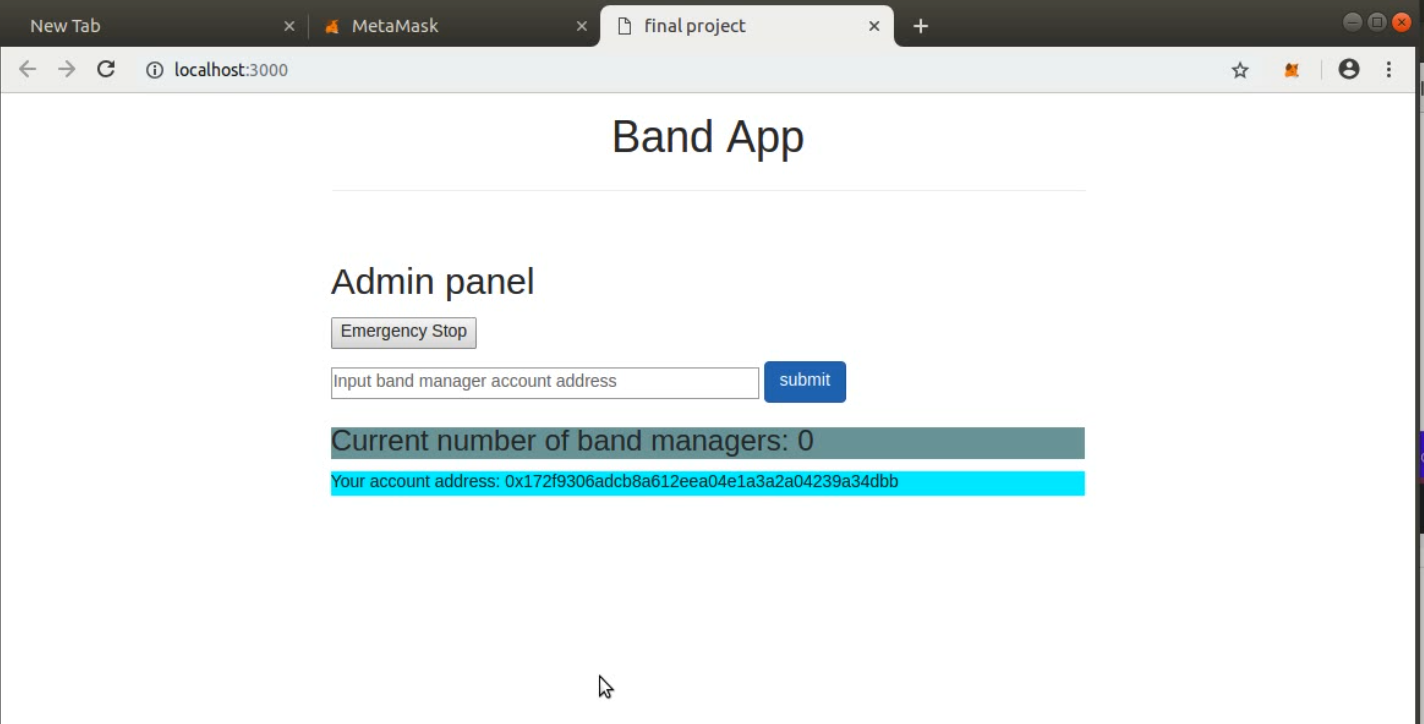 New Tab
MetaMask
final project
localhost:3000
Band App
Admin panel
Emergency Stop
Input band manager account address
submit
Current number of band managers: 0
Your account address: 0x172f9306adcb8a612eea04e1a3a2a04239a34dbb